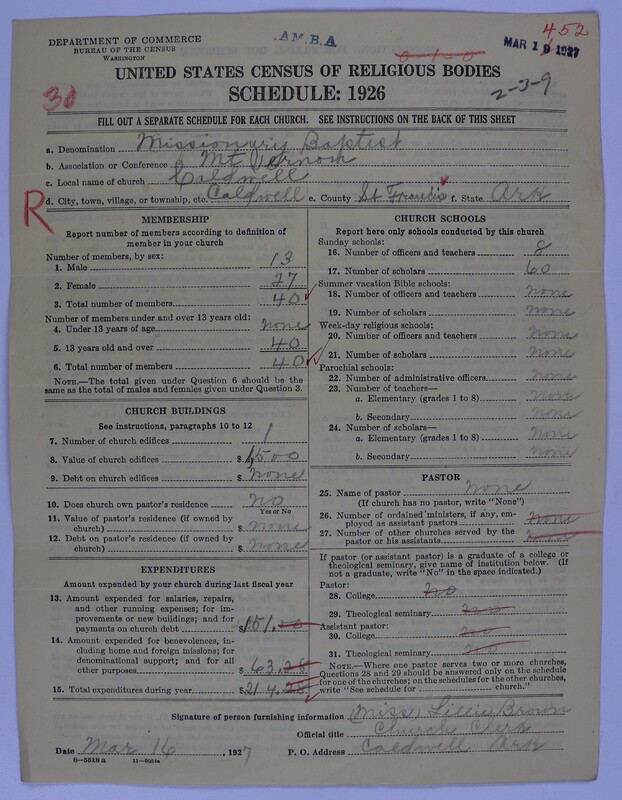 452
DEPARTMENT OF COMMERCE
BUREAU OF THE CENSUS
WASHINGTON
.AM.B.A
MAR 19 1927
UNITED STATES CENSUS OF RELIGIOUS BODIES
30
SCHEDULE: 1926
2-3-9
FILL OUT A SEPARATE SCHEDULE FOR EACH CHURCH. SEE INSTRUCTIONS ON THE BACK OF THIS SHEET
a. Denomination Missionary Baptist
b. Association or Conference Mt. Vernon
c. Local name of church Caldwell
R
d. City, town, village, or township, etc. Caldwell e. County St Francis f. State Ark
MEMBERSHIP
Report number of members according to definition of
member in your church
Number of members, by sex:
1. Male 13
2. Female 27
3. Total number of members 40
Number of members under and over 13 years old:
4. Under 13 years of age none
5. 13 years old and over 40
6. Total number of members 40
NOTE.—The total given under Question 6 should be the
same as the total of males and females given under Question 3.
CHURCH BUILDINGS
See instructions, paragraphs 10 to 12
7. Number of church edifices 1
8. Value of church edifices $1500
9. Debt on church edifices $None
10. Does church own pastor's residence no
Yes or No
11. Value of pastor's residence (if owned by
church) $None
12. Debt on pastor's residence (if owned by
church) $None
EXPENDITURES
Amount expended by your church during last fiscal year
13. Amount expended for salaries, repairs,
and other running expenses; for im-
provements or new buildings; and for
payments on church debt $151.
14. Amount expended for benevolences, in-
cluding home and foreign missions; for
denominational support; and for all
other purposes $63.28
15. Total expenditures during year $214.28
CHURCH SCHOOLS
Report here only schools conducted by this church
Sunday schools:
16. Number of officers and teachers 8
17. Number of scholars 60
Summer vacation Bible schools:
18. Number of officers and teachers none
19. Number of scholars none
Week-day religious schools:
20. Number of officers and teachers none
21. Number of scholars none
Parochial schools:
22. Number of administrative officers none
23. Number of teachers—
a. Elementary (grades 1 to 8) none
b. Secondary none
24. Number of scholars—
a. Elementary (grades 1 to 8) none
b. Secondary none
PASTOR
25. Name of pastor none
(If church has no pastor, write "None")
26. Number of ordained ministers, if any, em-
ployed as assistant pastors none
27. Number of other churches served by the
pastor or his assistants
If pastor (or assistant pastor) is a graduate of a college or
theological seminary, give name of institution below. (If
not a graduate, write "No" in the space indicated.)
Pastor:
28. College no
29. Theological seminary no
Assistant pastor:
30. College no
31. Theological seminary no
NOTE.—Where one pastor serves two or more churches,
Questions 28 and 29 should be answered only on the schedule
for one of the churches; on the schedules for the other churches,
write "See schedule for church."
Signature of person furnishing information (Miss) Lillie Brown
Official title Church Clerk
Date Mar 16, 1927 P. O. Address Caldwell Ark
8—5518a 11—9084a